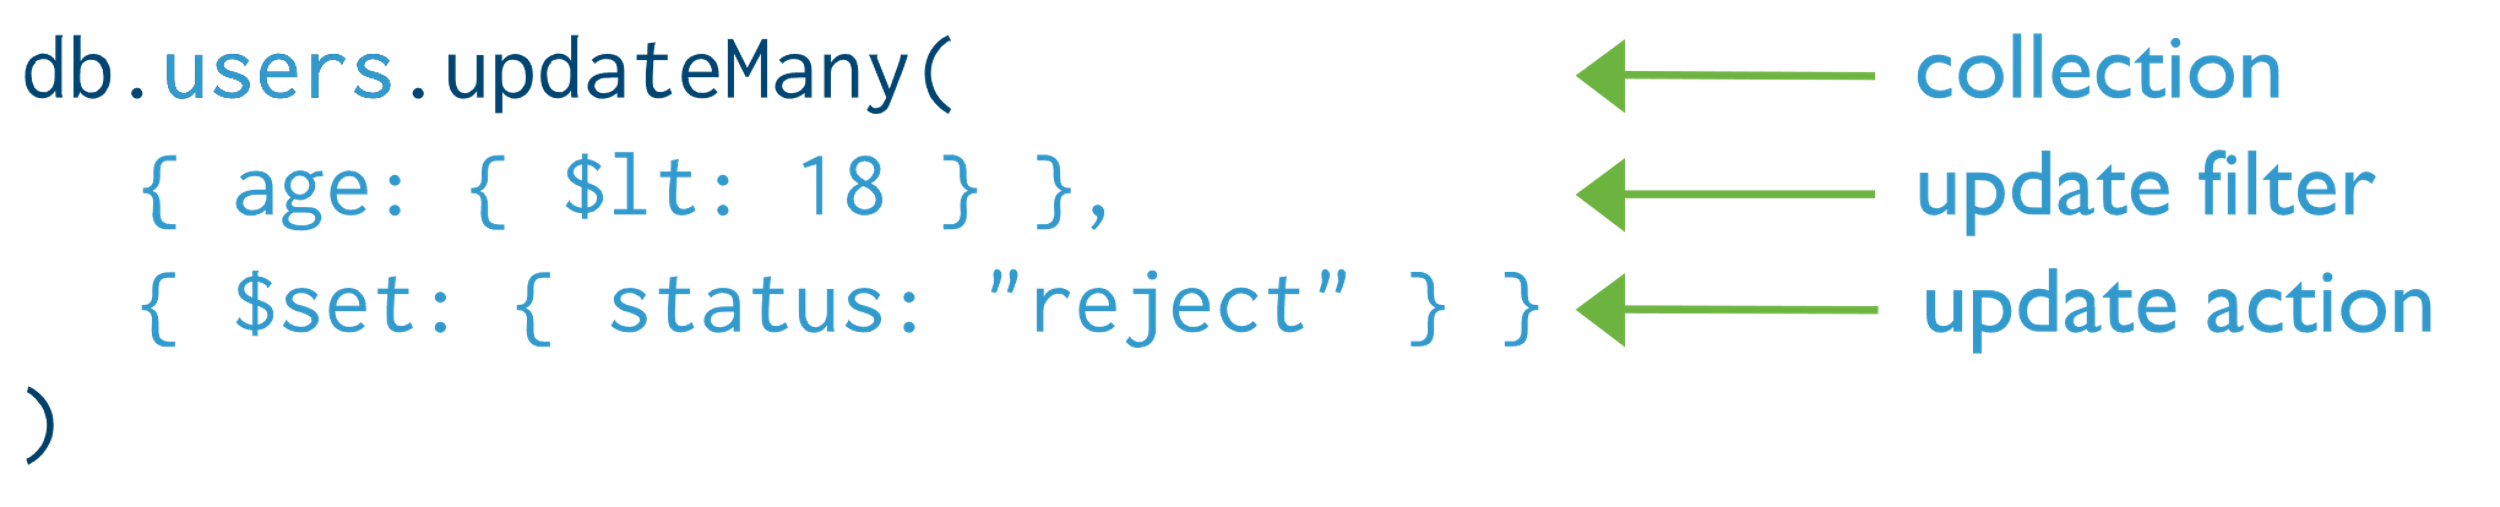 db.users.updateMany( collection
{ age: { $lt: 18 } }, update filter
{ $set: { status: "reject" } } update action
)